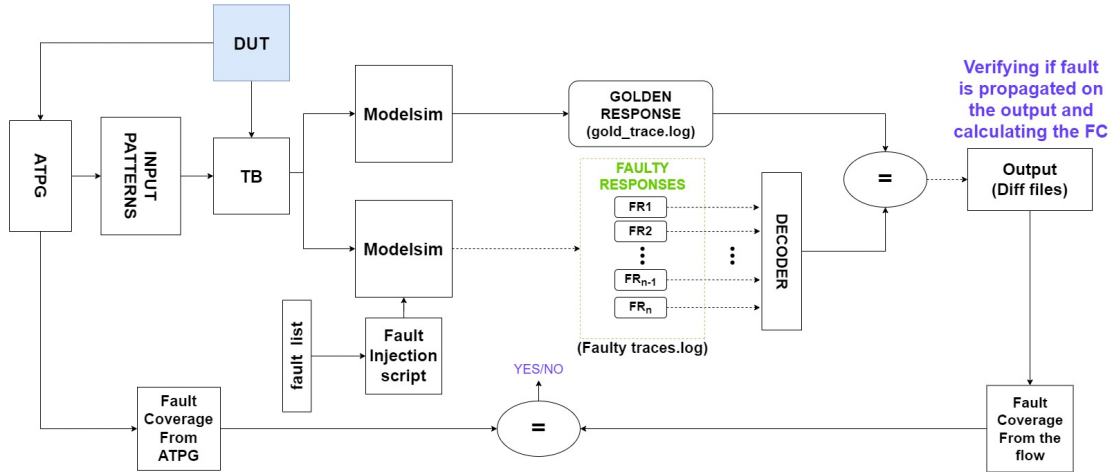 DUT
ATPG
INPUT
PATTERNS
TB
Modelsim
GOLDEN
RESPONSE
(gold_trace.log)
Verifying if fault
is propagated on
the output and
calculating the FC
=
Output
(Diff files)
FAULTY
RESPONSES
FR1
FR2
FRn-1
FRn
(Faulty traces.log)
DECODER
Modelsim
fault list
Fault
Injection
script
YES/NO
Fault
Coverage
From
ATPG
=
Fault
Coverage
From the
flow